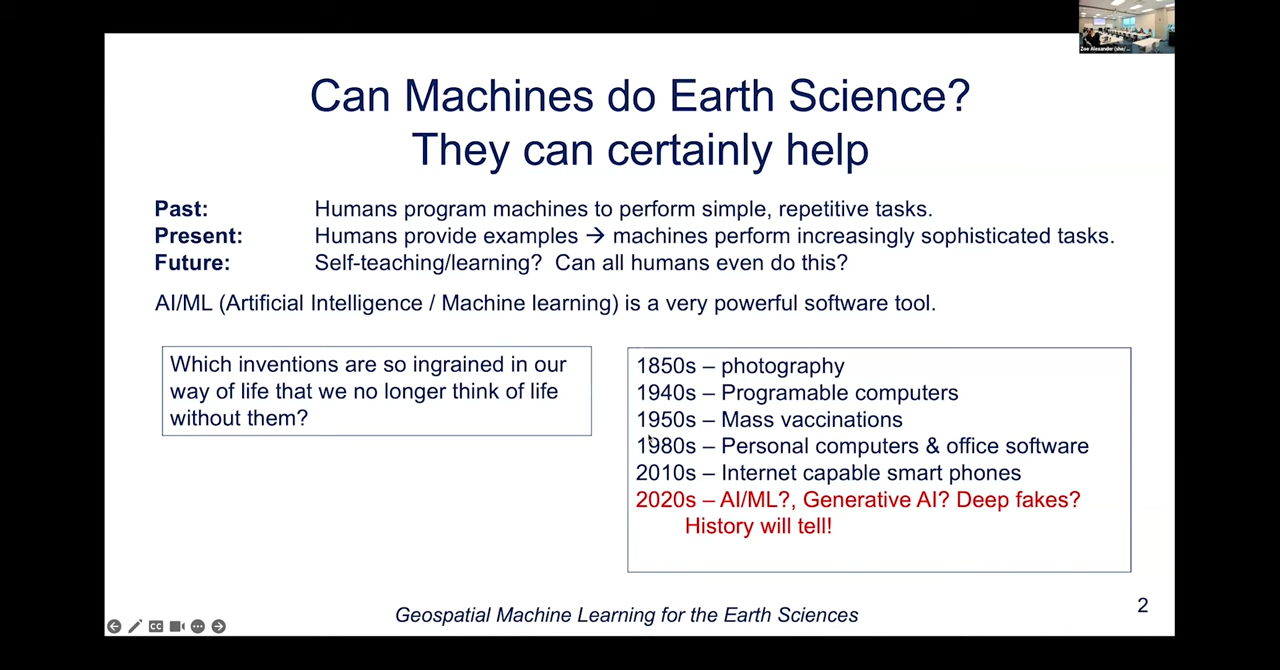 Zoe Alexander (she/...
Can Machines do Earth Science?
They can certainly help
Past: Humans program machines to perform simple, repetitive tasks.
Present: Humans provide examples → machines perform increasingly sophisticated tasks.
Future: Self-teaching/learning? Can all humans even do this?
AI/ML (Artificial Intelligence / Machine learning) is a very powerful software tool.
Which inventions are so ingrained in our
way of life that we no longer think of life
without them?
1850s – photography
1940s – Programable computers
1950s – Mass vaccinations
1980s – Personal computers & office software
2010s – Internet capable smart phones
2020s – AI/ML?, Generative AI? Deep fakes?
History will tell!
Geospatial Machine Learning for the Earth Sciences
2
CC